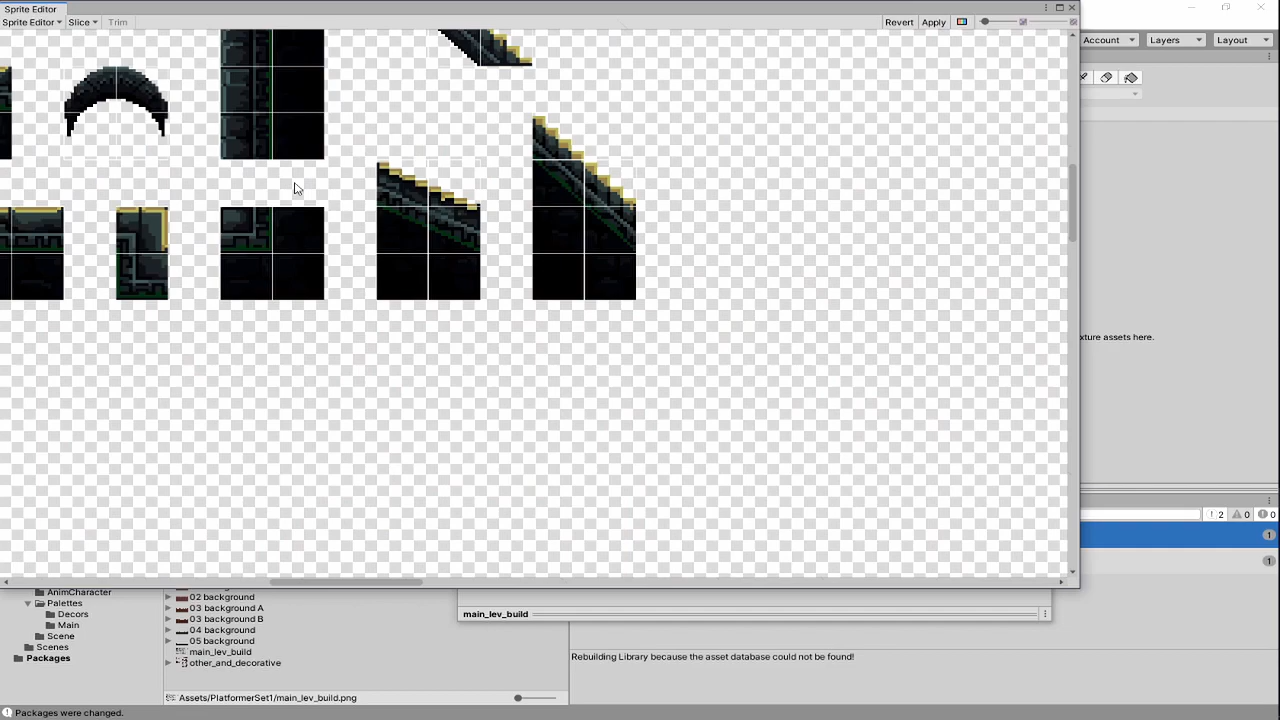 Sprite Editor
Sprite Editor Slice Trim Revert Apply
Account Layers Layout
xture assets here.
2 0 0
1
1
AnimCharacter
Palettes
Decors
Main
Scene
Scenes
Packages
02 background
03 background A
03 background B
04 background
05 background
main_lev_build
other_and_decorative
Assets/PlatformerSet1/main_lev_build.png
main_lev_build
Rebuilding Library because the asset database could not be found!
Packages were changed.